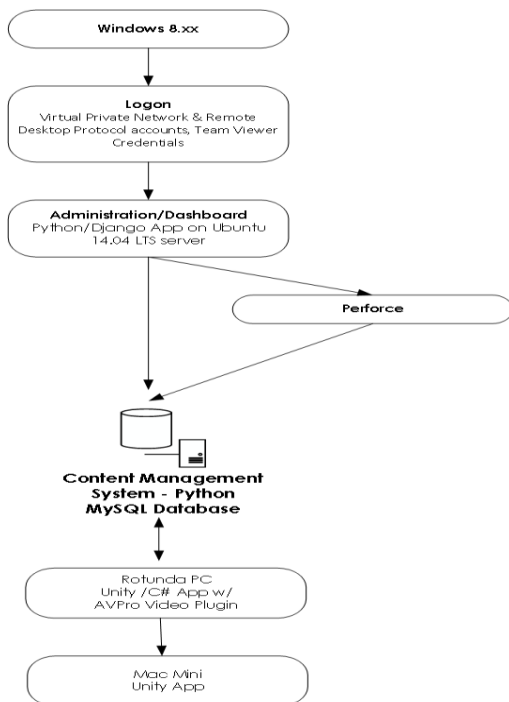 Windows 8.xx
Logon
Virtual Private Network & Remote
Desktop Protocol accounts, Team Viewer
Credentials
Administration/Dashboard
Python/Django App on Ubuntu
14.04 LTS server
Perforce
Content Management
System - Python
MySQL Database
Rotunda PC
Unity /C# App w/
AVPro Video Plugin
Mac Mini
Unity App